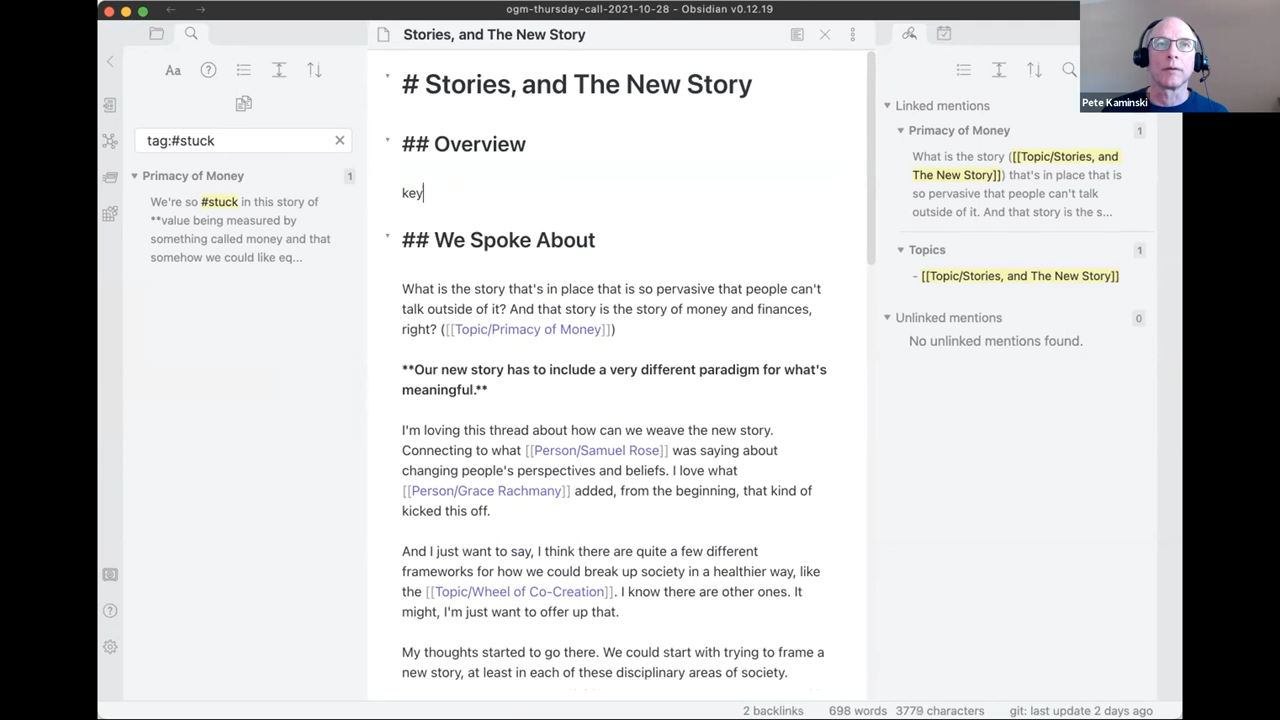 ogm-thursday-call-2021-10-28 - Obsidian v0.12.19
Aa
tag:#stuck
Primacy of Money 1
We're so #stuck in this story of
**value being measured by
something called money and that
somehow we could like eq...
Stories, and The New Story
# Stories, and The New Story
## Overview
key
## We Spoke About
What is the story that's in place that is so pervasive that people can't
talk outside of it? And that story is the story of money and finances,
right? ([[Topic/Primacy of Money]])
**Our new story has to include a very different paradigm for what's
meaningful.**
I'm loving this thread about how can we weave the new story.
Connecting to what [[Person/Samuel Rose]] was saying about
changing people's perspectives and beliefs. I love what
[[Person/Grace Rachmany]] added, from the beginning, that kind of
kicked this off.
And I just want to say, I think there are quite a few different
frameworks for how we could break up society in a healthier way, like
the [[Topic/Wheel of Co-Creation]]. I know there are other ones. It
might, I'm just want to offer up that.
My thoughts started to go there. We could start with trying to frame a
new story, at least in each of these disciplinary areas of society.
Linked mentions
Primacy of Money 1
What is the story ([[Topic/Stories, and
The New Story]]) that's in place that is
so pervasive that people can't talk
outside of it. And that story is the s...
Topics 1
- [[Topic/Stories, and The New Story]]
Unlinked mentions 0
No unlinked mentions found.
Pete Kaminski
2 backlinks 698 words 3779 characters git: last update 2 days ago